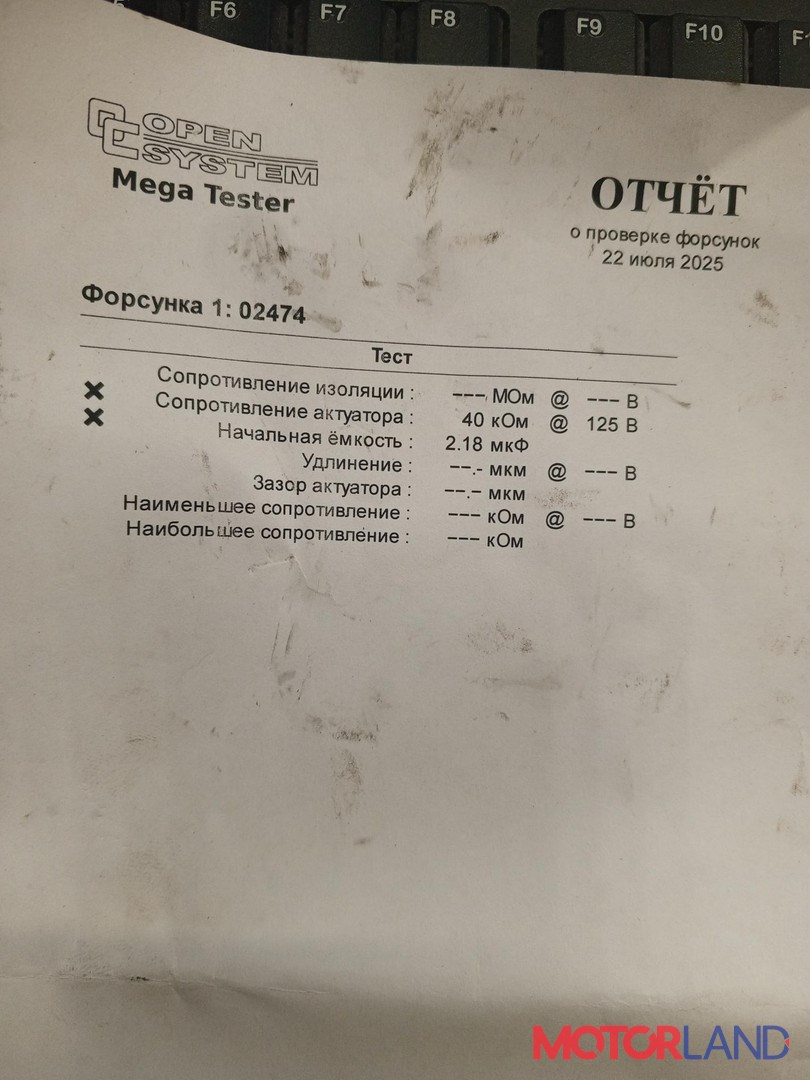 F6 F7 F8 F9 F10
OPEN
SYSTEM
Mega Tester
ОТЧЁТ
о проверке форсунок
22 июля 2025
Форсунка 1: 02474
Тест
Сопротивление изоляции : ---, МОм @ --- В
Сопротивление актуатора : 40 кОм @ 125 В
Начальная ёмкость : 2.18 мкФ
Удлинение : --.- мкм @ --- В
Зазор актуатора : --.- мкм
Наименьшее сопротивление : --- кОм @ --- В
Наибольшее сопротивление : --- кОм
MOTORLAND